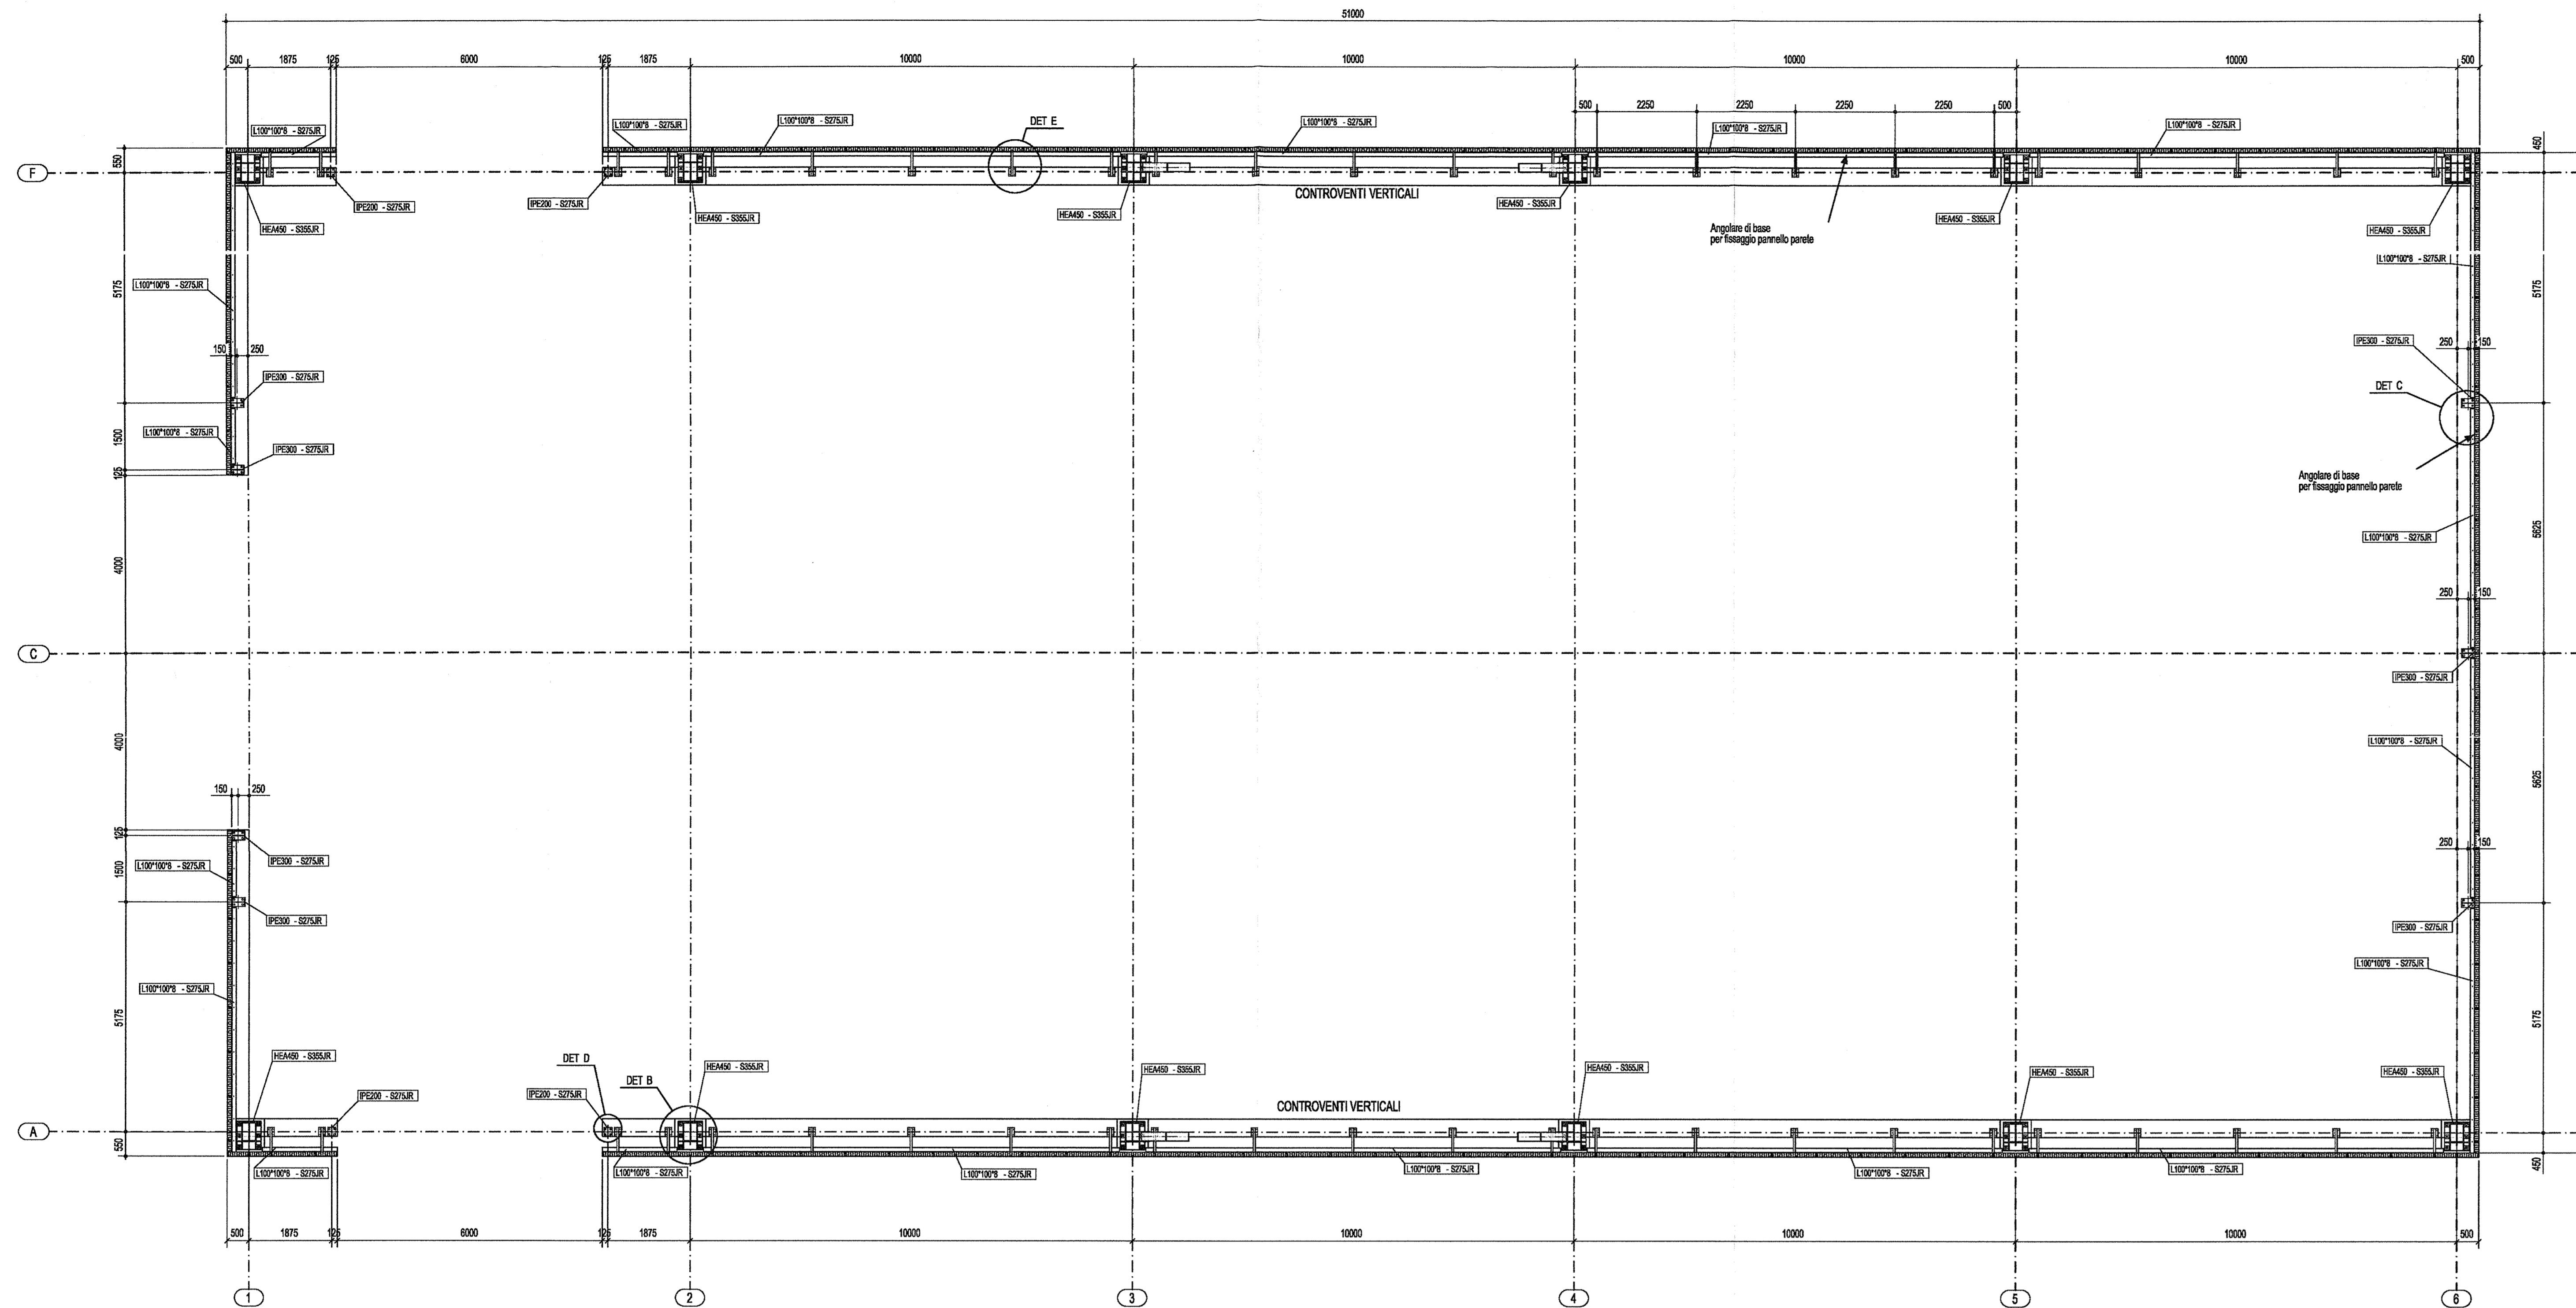 51000
500 1875 125 6000 125 1875 10000 10000 10000 10000 500
500 2250 2250 2250 2250 500
L100*100*8 - S275JR
L100*100*8 - S275JR
L100*100*8 - S275JR
DET E
L100*100*8 - S275JR
L100*100*8 - S275JR
L100*100*8 - S275JR
550
450
F
IPE200 - S275JR
IPE200 - S275JR
CONTROVENTI VERTICALI
HEA450 - S355JR
HEA450 - S355JR
HEA450 - S355JR
HEA450 - S355JR
HEA450 - S355JR
HEA450 - S355JR
Angolare di base
per fissaggio pannello parete
L100*100*8 - S275JR
L100*100*8 - S275JR
5175
5175
150 250
250 150
IPE300 - S275JR
IPE300 - S275JR
DET C
L100*100*8 - S275JR
1500
IPE300 - S275JR
125
Angolare di base
per fissaggio pannello parete
L100*100*8 - S275JR
5625
4000
250 150
C
IPE300 - S275JR
4000
L100*100*8 - S275JR
5625
150 250
125
250 150
L100*100*8 - S275JR
1500
IPE300 - S275JR
IPE300 - S275JR
IPE300 - S275JR
L100*100*8 - S275JR
L100*100*8 - S275JR
5175
5175
HEA450 - S355JR
DET D
DET B
HEA450 - S355JR
HEA450 - S355JR
HEA450 - S355JR
HEA450 - S355JR
HEA450 - S355JR
IPE200 - S275JR
IPE200 - S275JR
CONTROVENTI VERTICALI
A
550
450
L100*100*8 - S275JR
L100*100*8 - S275JR
L100*100*8 - S275JR
L100*100*8 - S275JR
L100*100*8 - S275JR
L100*100*8 - S275JR
500 1875 125 6000 125 1875 10000 10000 10000 10000 500
1 2 3 4 5 6